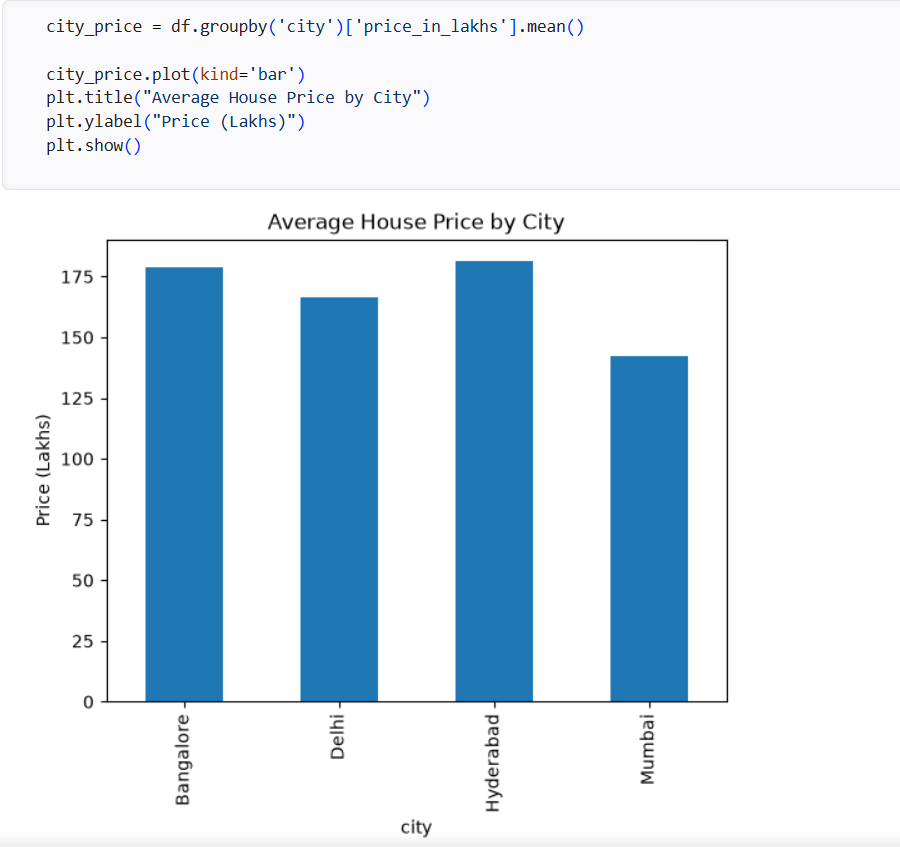 city_price = df.groupby('city')['price_in_lakhs'].mean()
city_price.plot(kind='bar')
plt.title("Average House Price by City")
plt.ylabel("Price (Lakhs)")
plt.show()
Average House Price by City
175
150
125
100
75
50
25
0
Price (Lakhs)
Bangalore
Delhi
Hyderabad
Mumbai
city